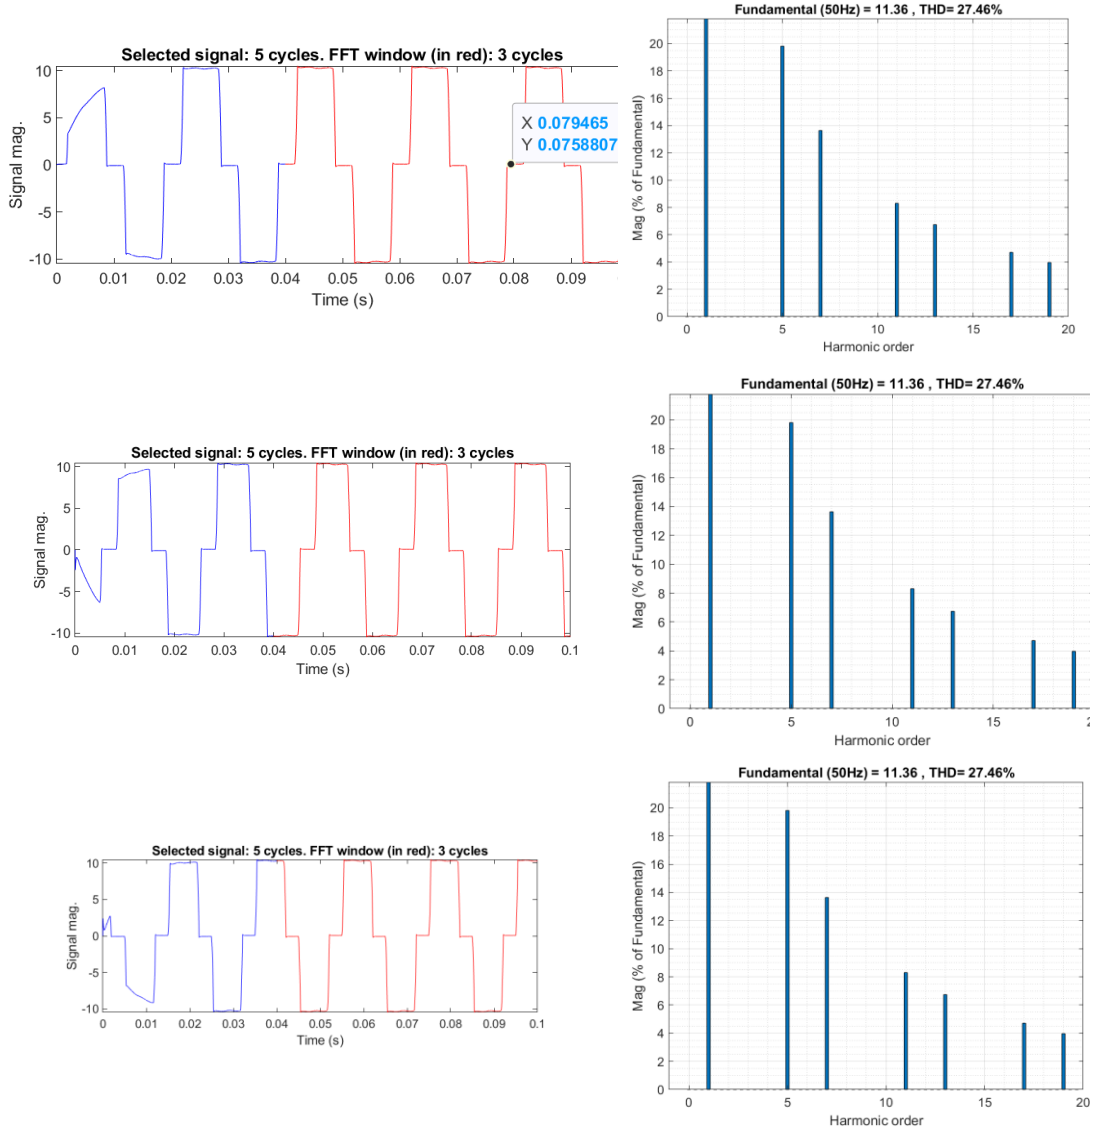 Selected signal: 5 cycles. FFT window (in red): 3 cycles
10
5
0
-5
-10
Signal mag.
X 0.079465
Y 0.0758807
0 0.01 0.02 0.03 0.04 0.05 0.06 0.07 0.08 0.09
Time (s)
Fundamental (50Hz) = 11.36 , THD= 27.46%
20
18
16
14
12
10
8
6
4
2
0
Mag (% of Fundamental)
0 5 10 15 20
Harmonic order
Selected signal: 5 cycles. FFT window (in red): 3 cycles
10
5
0
-5
-10
Signal mag.
0 0.01 0.02 0.03 0.04 0.05 0.06 0.07 0.08 0.09 0.1
Time (s)
Fundamental (50Hz) = 11.36 , THD= 27.46%
20
18
16
14
12
10
8
6
4
2
0
Mag (% of Fundamental)
0 5 10 15
Harmonic order
Selected signal: 5 cycles. FFT window (in red): 3 cycles
10
5
0
-5
-10
Signal mag.
0 0.01 0.02 0.03 0.04 0.05 0.06 0.07 0.08 0.09 0.1
Time (s)
Fundamental (50Hz) = 11.36 , THD= 27.46%
20
18
16
14
12
10
8
6
4
2
0
Mag (% of Fundamental)
0 5 10 15 20
Harmonic order